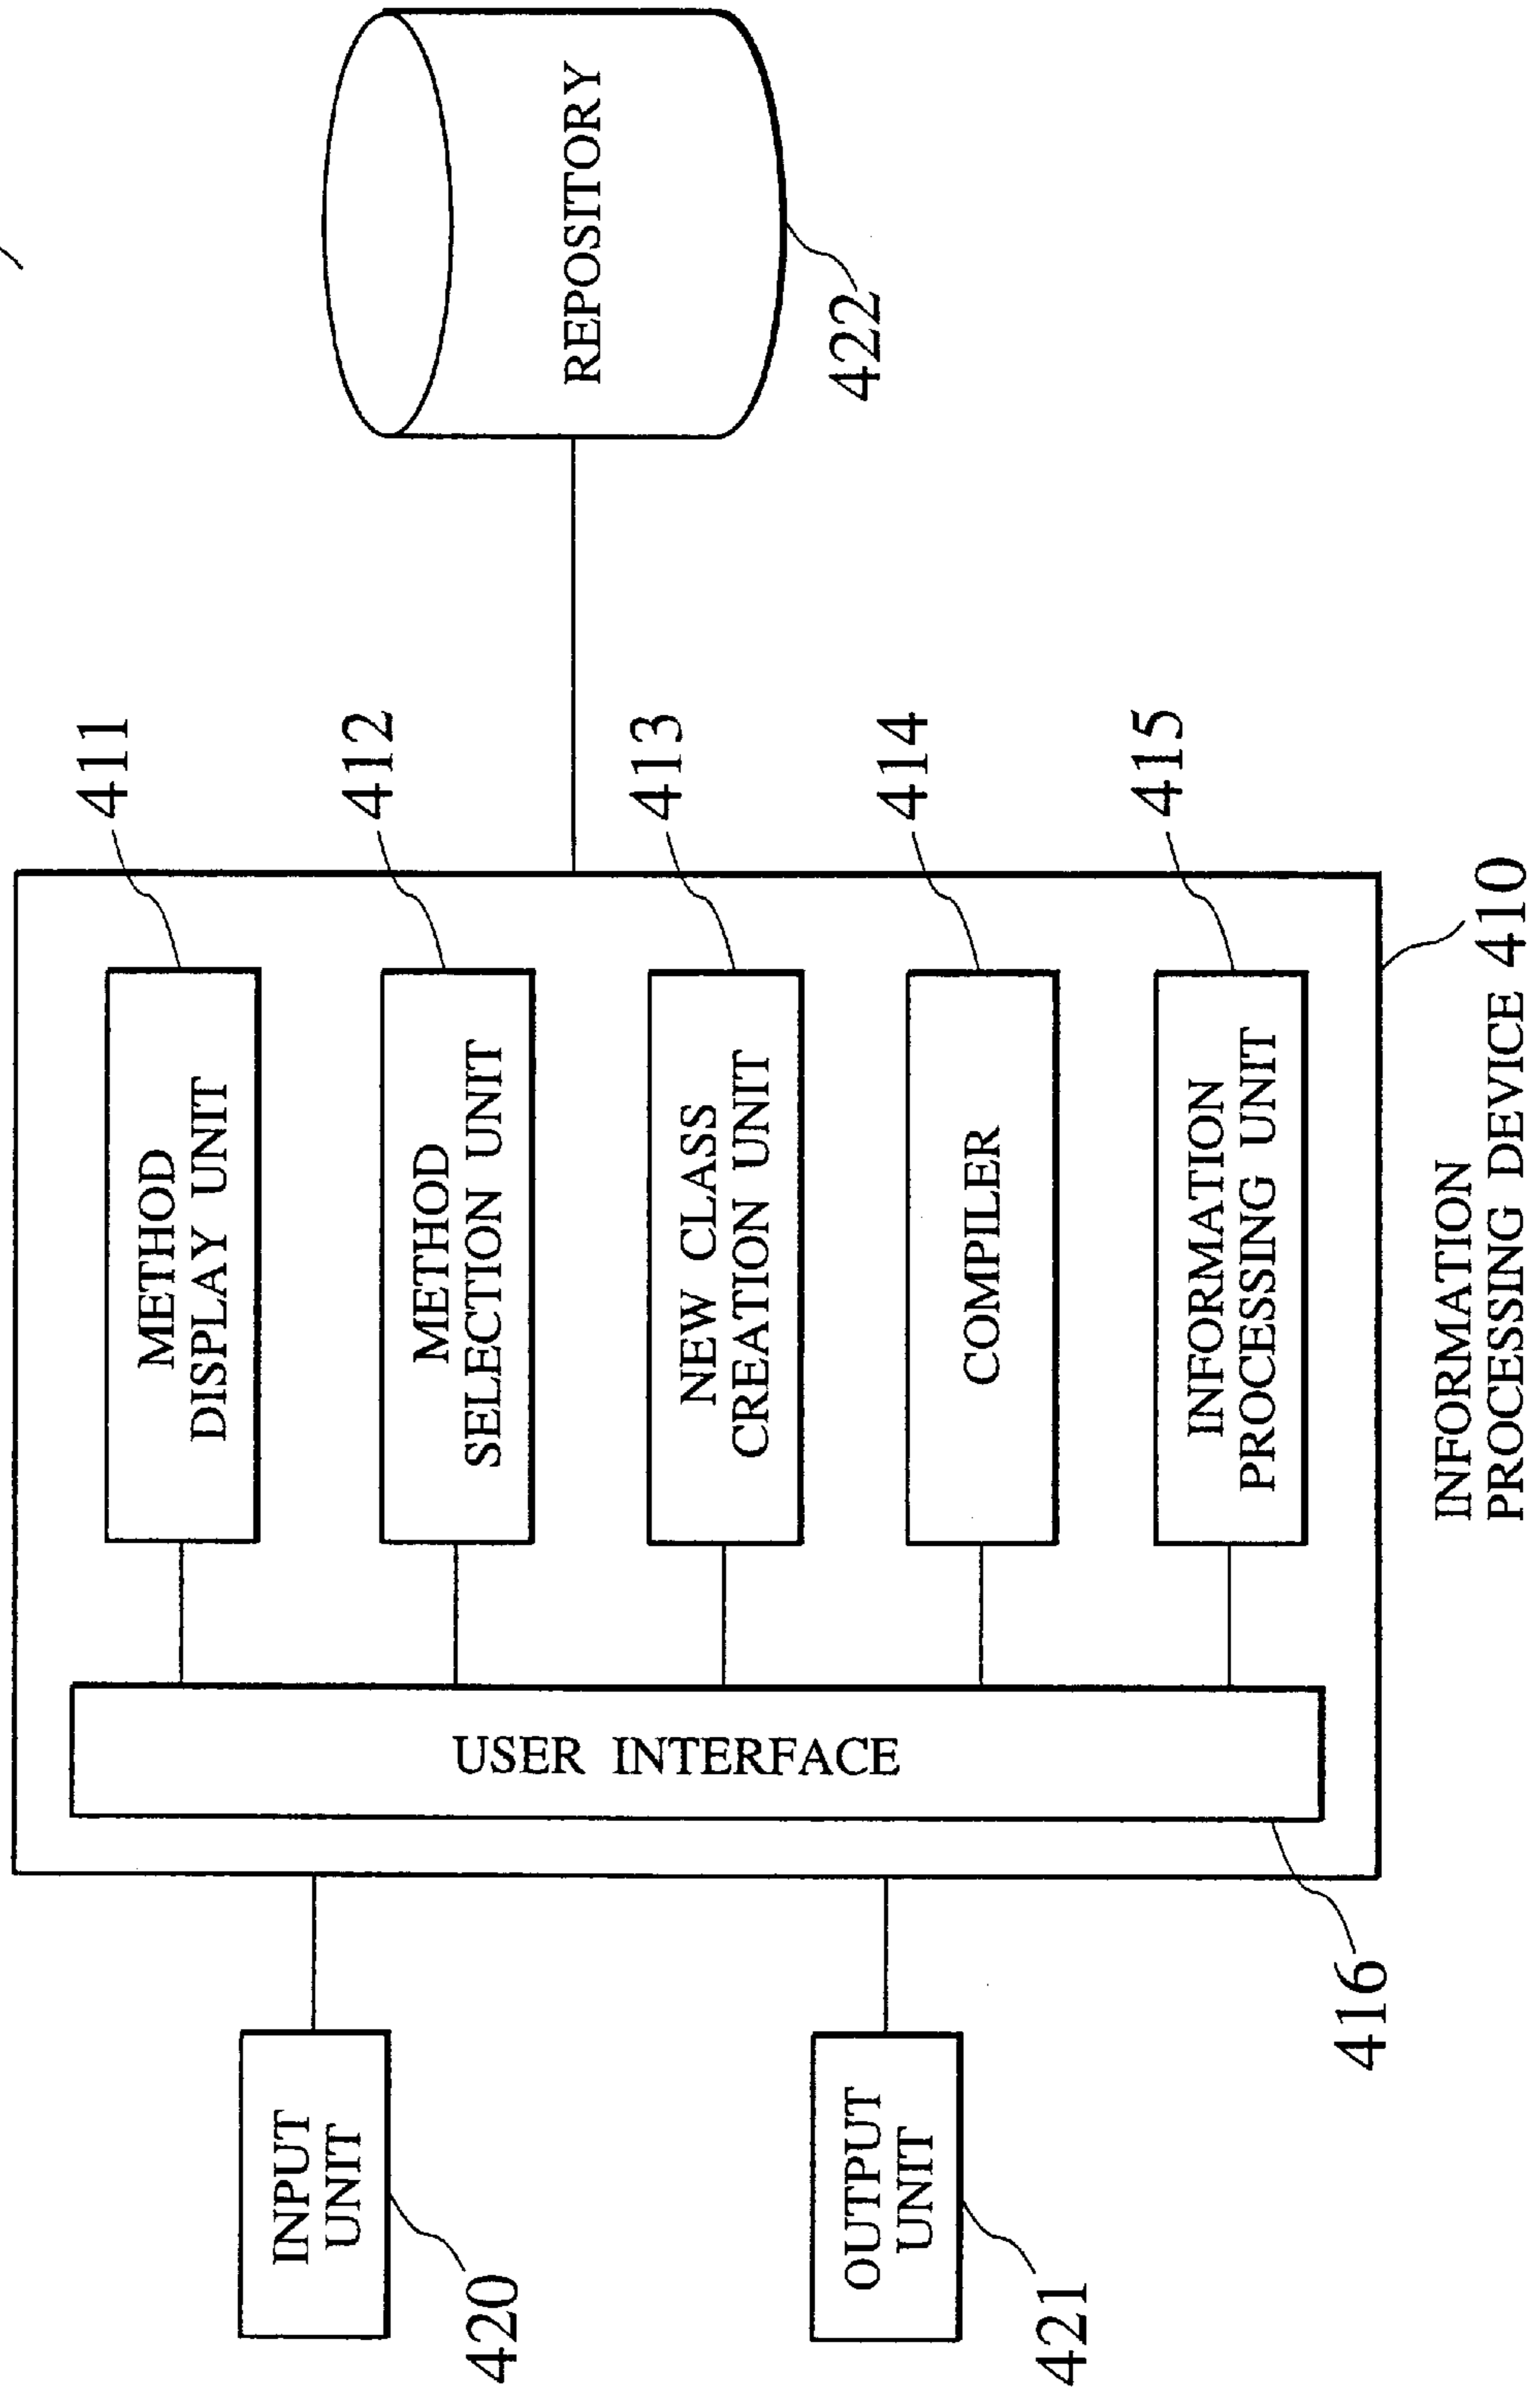 INPUT
UNIT
420
OUTPUT
UNIT
421
USER INTERFACE
416
METHOD
DISPLAY UNIT
411
METHOD
SELECTION UNIT
412
NEW CLASS
CREATION UNIT
413
COMPILER
414
INFORMATION
PROCESSING UNIT
415
INFORMATION
PROCESSING DEVICE 410
REPOSITORY
422